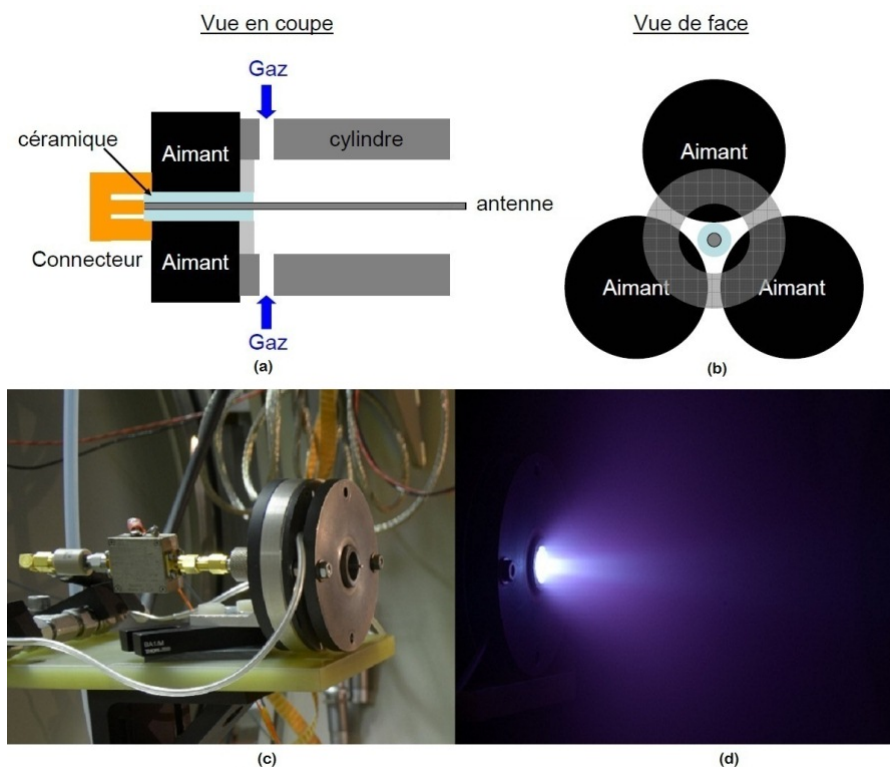 Vue en coupe
Vue de face
Gaz
céramique
Aimant
cylindre
antenne
Connecteur
Aimant
Gaz
(a)
Aimant
Aimant
Aimant
(b)
(c)
(d)